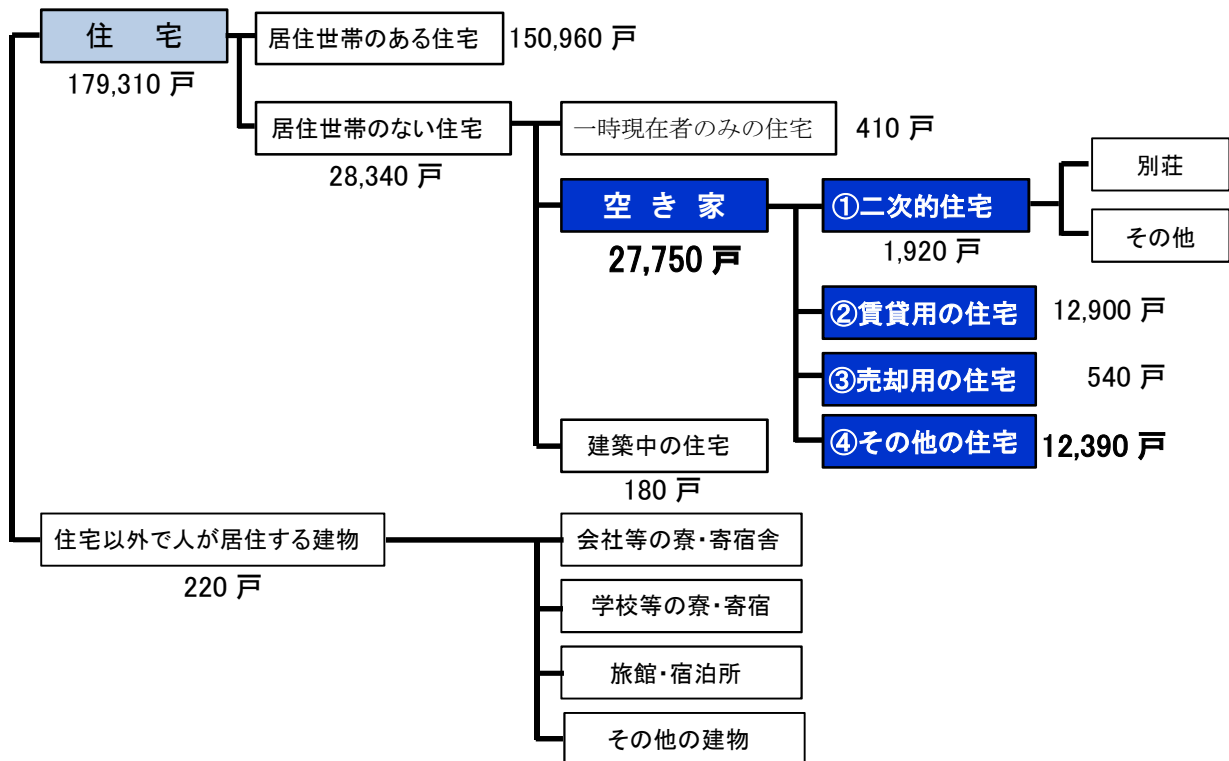 住 宅
179,310 戸
居住世帯のある住宅
150,960 戸
居住世帯のない住宅
28,340 戸
一時現在者のみの住宅
410 戸
空 き 家
27,750 戸
①二次的住宅
1,920 戸
別荘
その他
②賃貸用の住宅
12,900 戸
③売却用の住宅
540 戸
④その他の住宅
12,390 戸
建築中の住宅
180 戸
住宅以外で人が居住する建物
220 戸
会社等の寮・寄宿舎
学校等の寮・寄宿
旅館・宿泊所
その他の建物